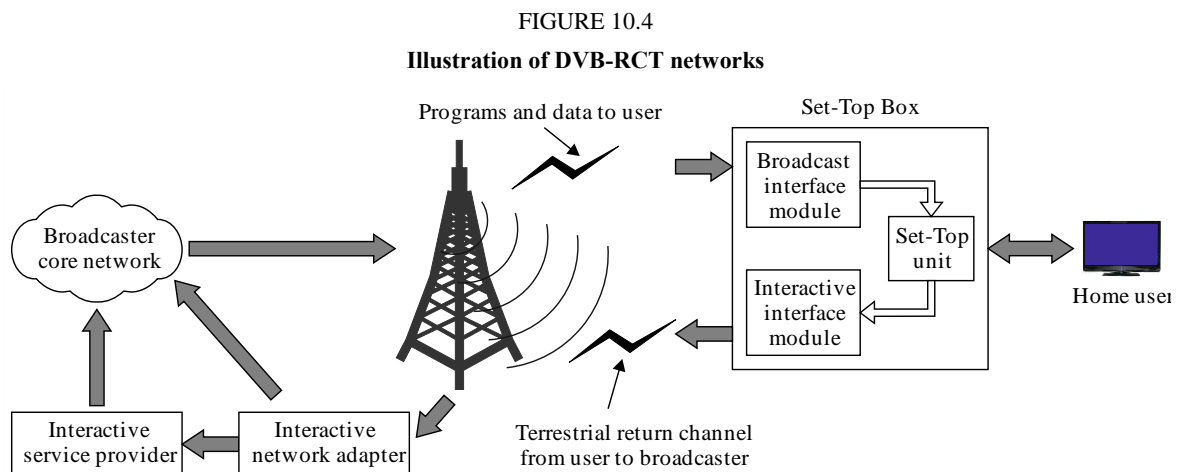 FIGURE 10.4
Illustration of DVB-RCT networks
Programs and data to user
Set-Top Box
Broadcast
interface
module
Broadcaster
core network
Set-Top
unit
Interactive
interface
module
Home user
Interactive
service provider
Interactive
network adapter
Terrestrial return channel
from user to broadcaster